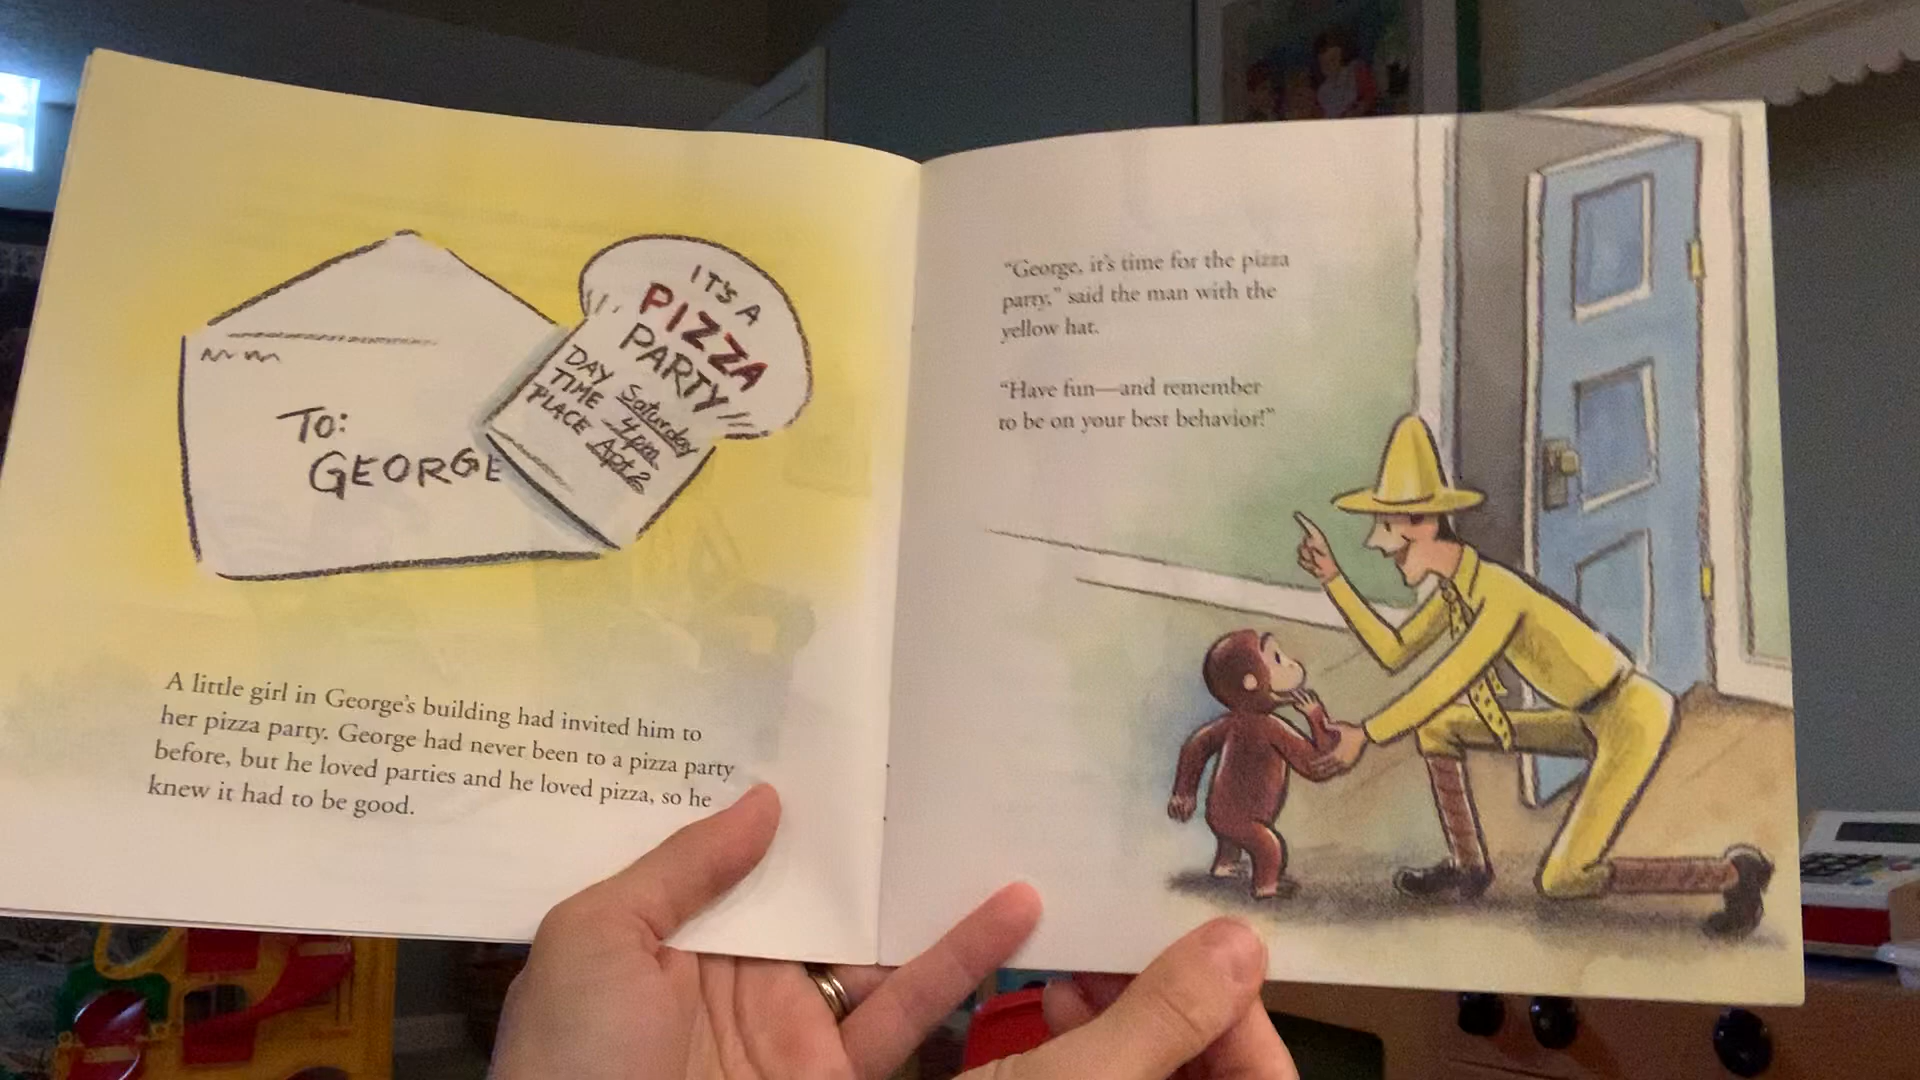 TO:
GEORGE
IT'S A
PIZZA
PARTY
DAY Saturday
TIME 4pm
PLACE Apt 2
A little girl in George's building had invited him to
her pizza party. George had never been to a pizza party
before, but he loved parties and he loved pizza, so he
knew it had to be good.
“George, it's time for the pizza
party,” said the man with the
yellow hat.
“Have fun—and remember
to be on your best behavior!”